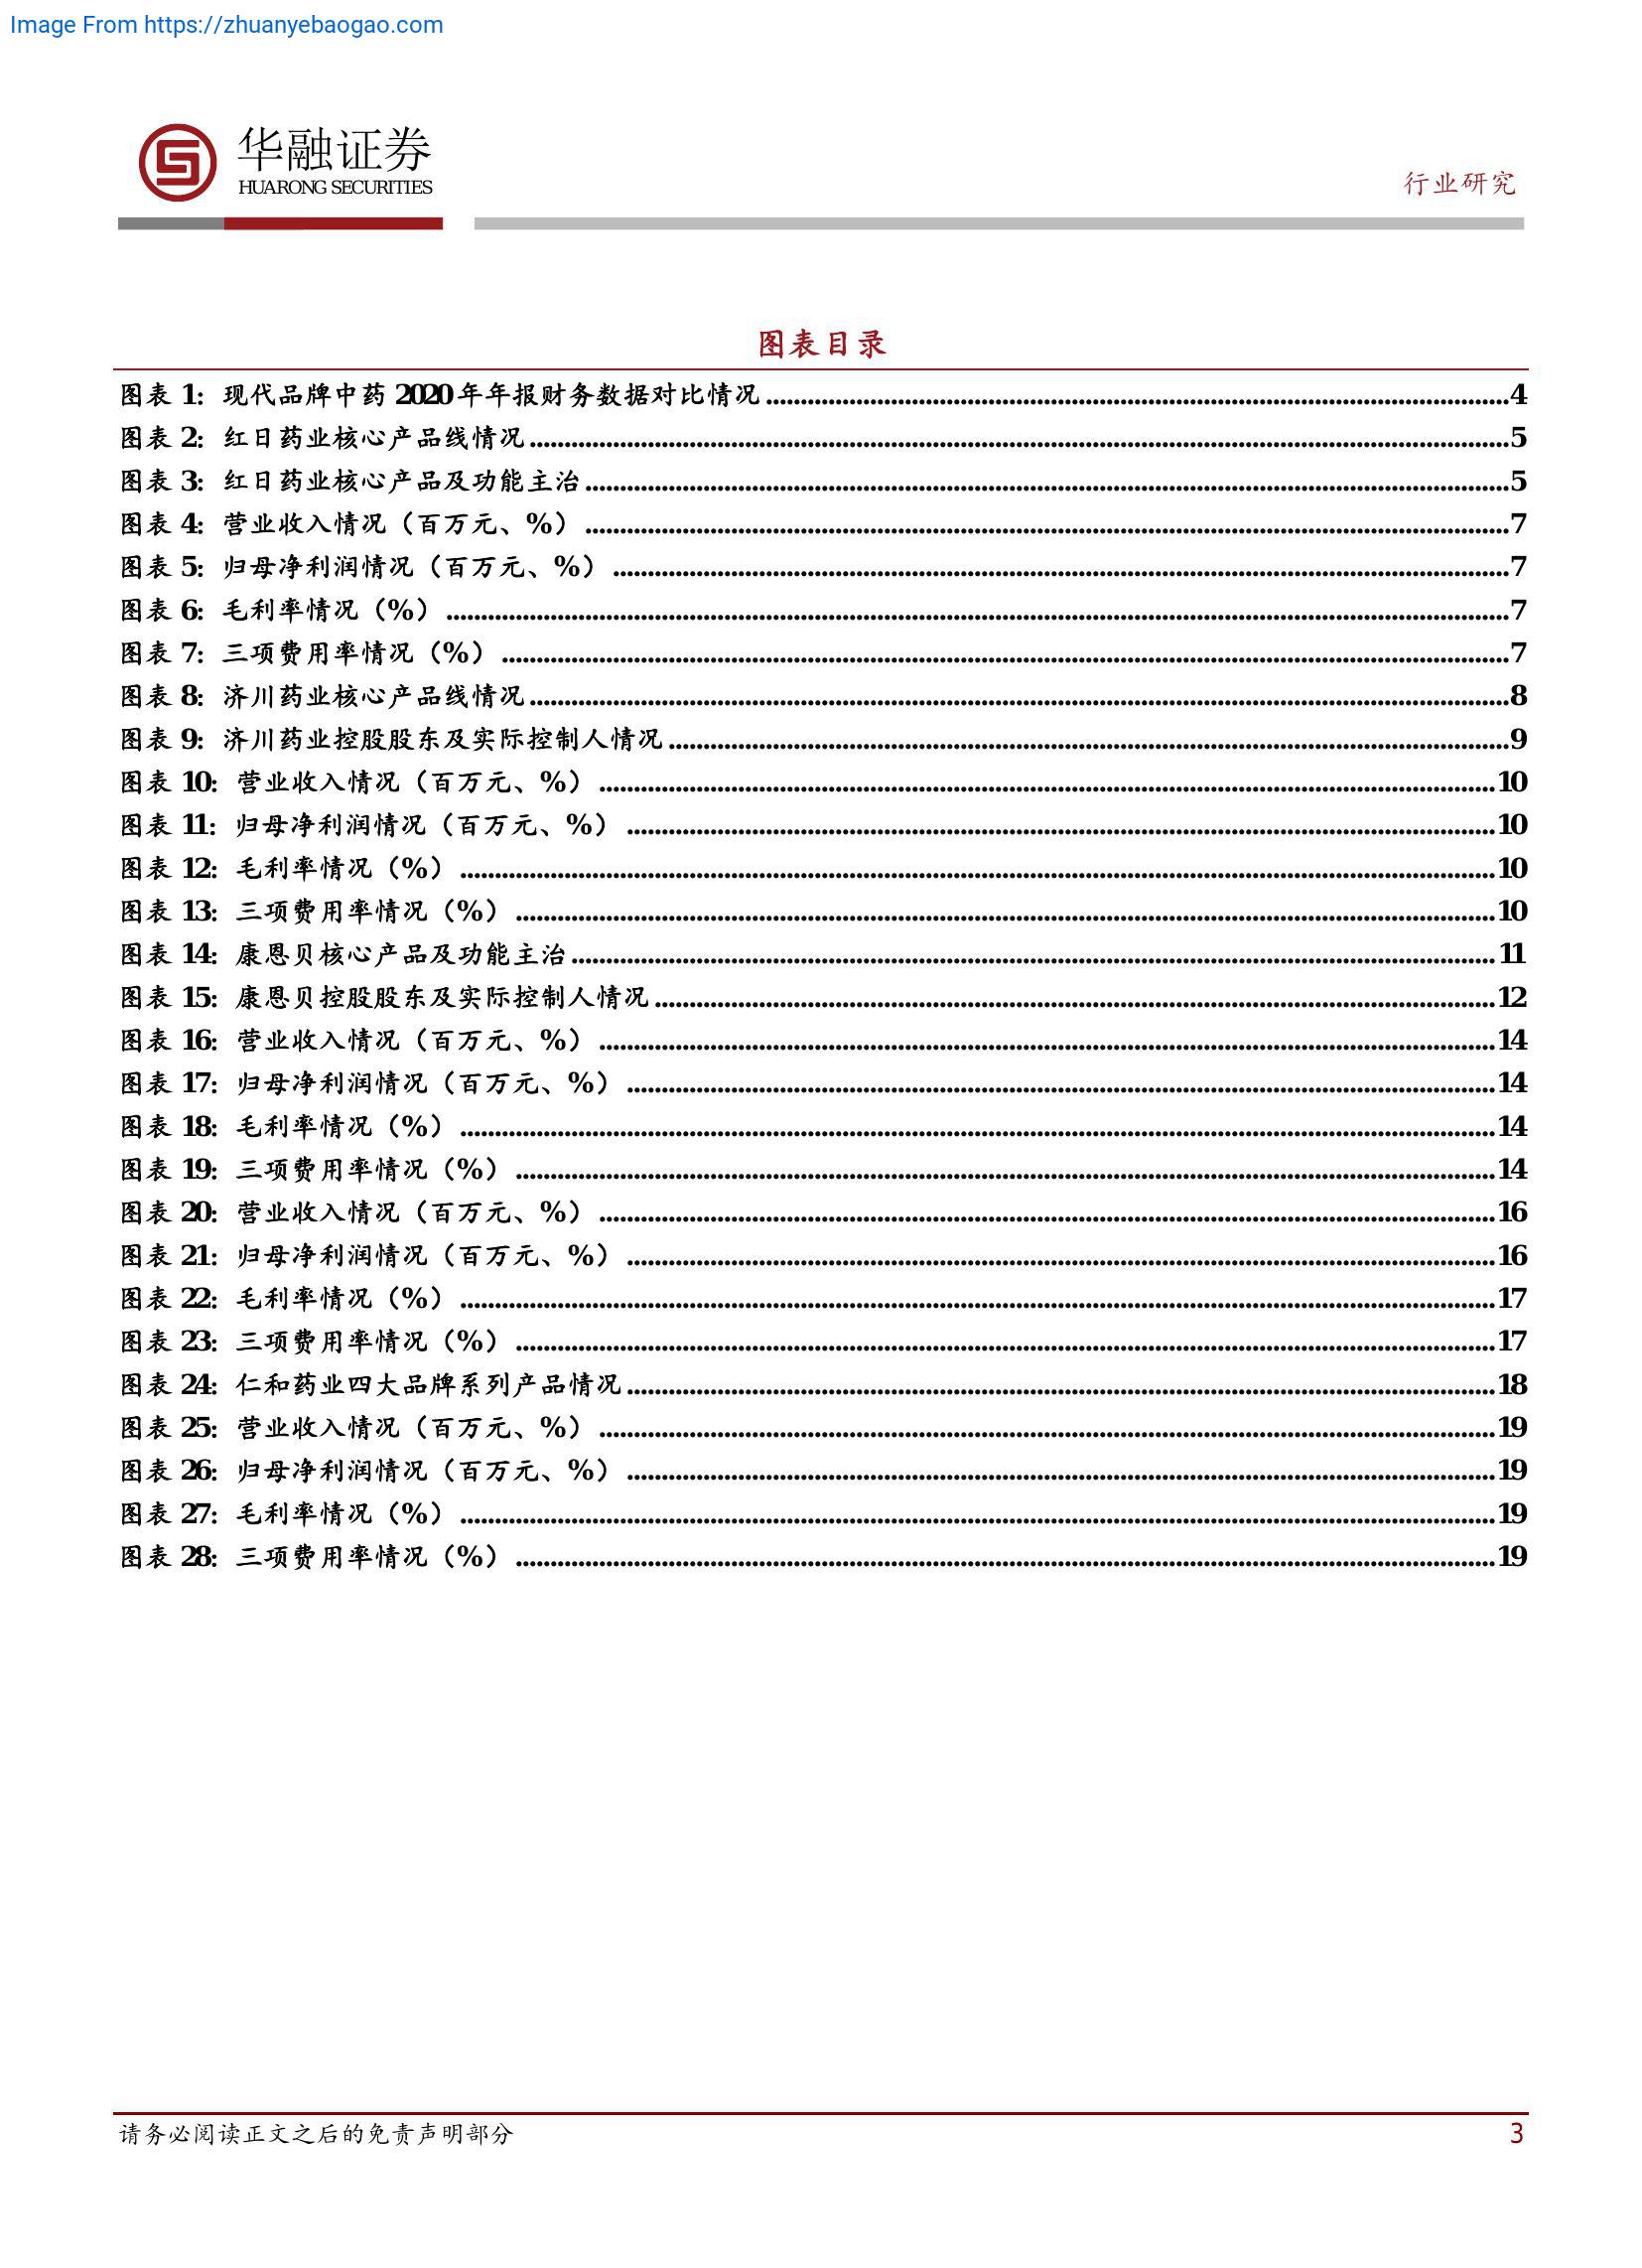 Image From https://zhuanyebaogao.com
华融证券
HUARONG SECURITIES
行业研究
图表目录
图表 1: 现代品牌中药 2020 年年报财务数据对比情况 4
图表 2: 红日药业核心产品线情况 5
图表 3: 红日药业核心产品及功能主治 5
图表 4: 营业收入情况（百万元、%） 7
图表 5: 归母净利润情况（百万元、%） 7
图表 6: 毛利率情况（%） 7
图表 7: 三项费用率情况（%） 7
图表 8: 济川药业核心产品线情况 8
图表 9: 济川药业控股股东及实际控制人情况 9
图表 10: 营业收入情况（百万元、%） 10
图表 11: 归母净利润情况（百万元、%） 10
图表 12: 毛利率情况（%） 10
图表 13: 三项费用率情况（%） 10
图表 14: 康恩贝核心产品及功能主治 11
图表 15: 康恩贝控股股东及实际控制人情况 12
图表 16: 营业收入情况（百万元、%） 14
图表 17: 归母净利润情况（百万元、%） 14
图表 18: 毛利率情况（%） 14
图表 19: 三项费用率情况（%） 14
图表 20: 营业收入情况（百万元、%） 16
图表 21: 归母净利润情况（百万元、%） 16
图表 22: 毛利率情况（%） 17
图表 23: 三项费用率情况（%） 17
图表 24: 仁和药业四大品牌系列产品情况 18
图表 25: 营业收入情况（百万元、%） 19
图表 26: 归母净利润情况（百万元、%） 19
图表 27: 毛利率情况（%） 19
图表 28: 三项费用率情况（%） 19
请务必阅读正文之后的免责声明部分 3